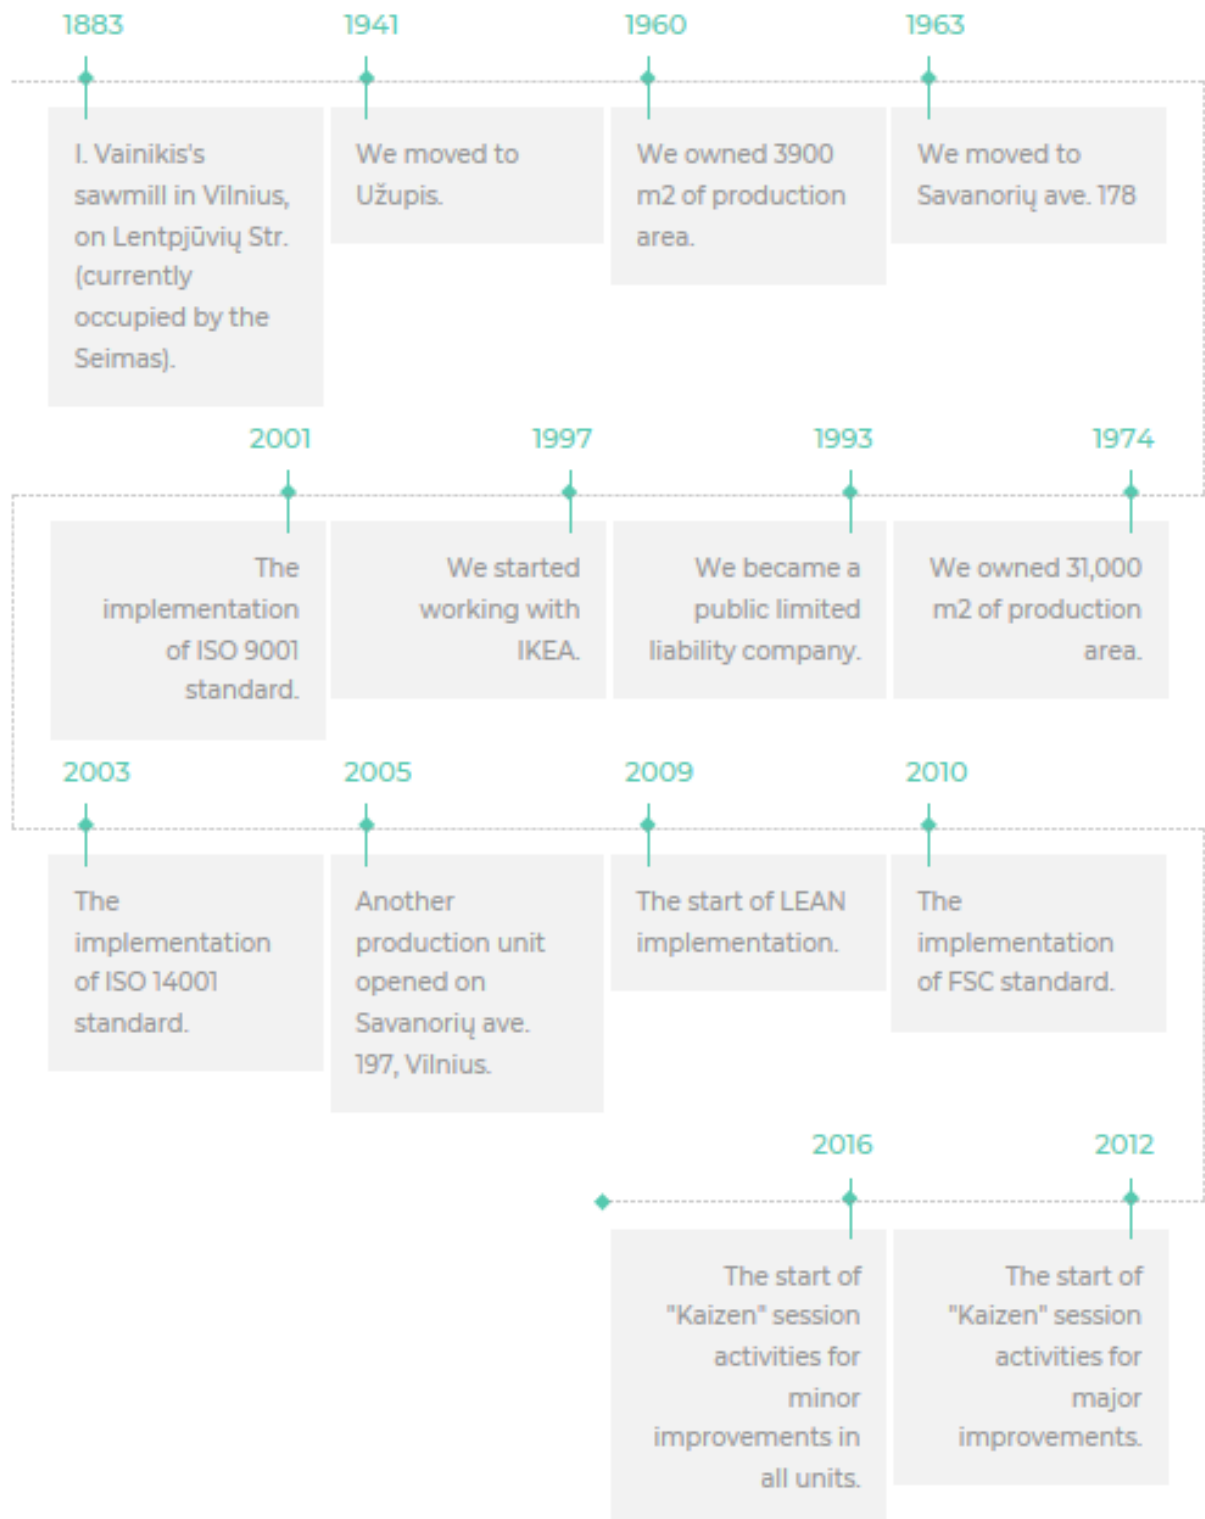 1883
I. Vainikis's
sawmill in Vilnius,
on Lentpjūvių Str.
(currently
occupied by the
Seimas).
1941
We moved to
Užupis.
1960
We owned 3900
m2 of production
area.
1963
We moved to
Savanorių ave. 178
1974
We owned 31,000
m2 of production
area.
1993
We became a
public limited
liability company.
1997
We started
working with
IKEA.
2001
The
implementation
of ISO 9001
standard.
2003
The
implementation
of ISO 14001
standard.
2005
Another
production unit
opened on
Savanorių ave.
197, Vilnius.
2009
The start of LEAN
implementation.
2010
The
implementation
of FSC standard.
2012
The start of
"Kaizen" session
activities for
major
improvements.
2016
The start of
"Kaizen" session
activities for
minor
improvements in
all units.